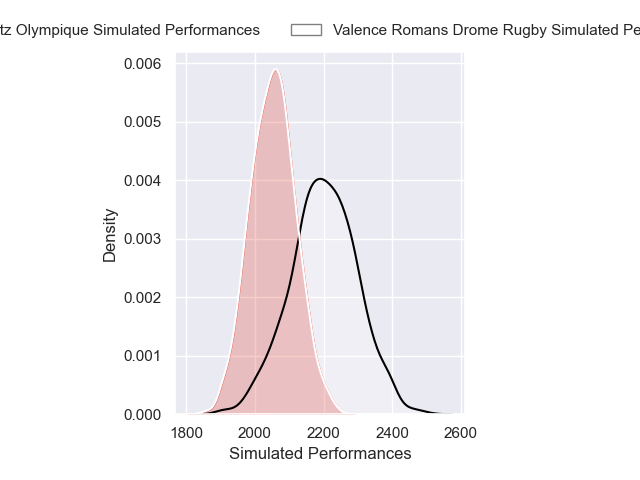 tz Olympique Simulated Performances Valence Romans Drome Rugby Simulated Pe
0.006
0.005
0.004
0.003
0.002
0.001
0.000
Density
1800 2000 2200 2400 2600
Simulated Performances